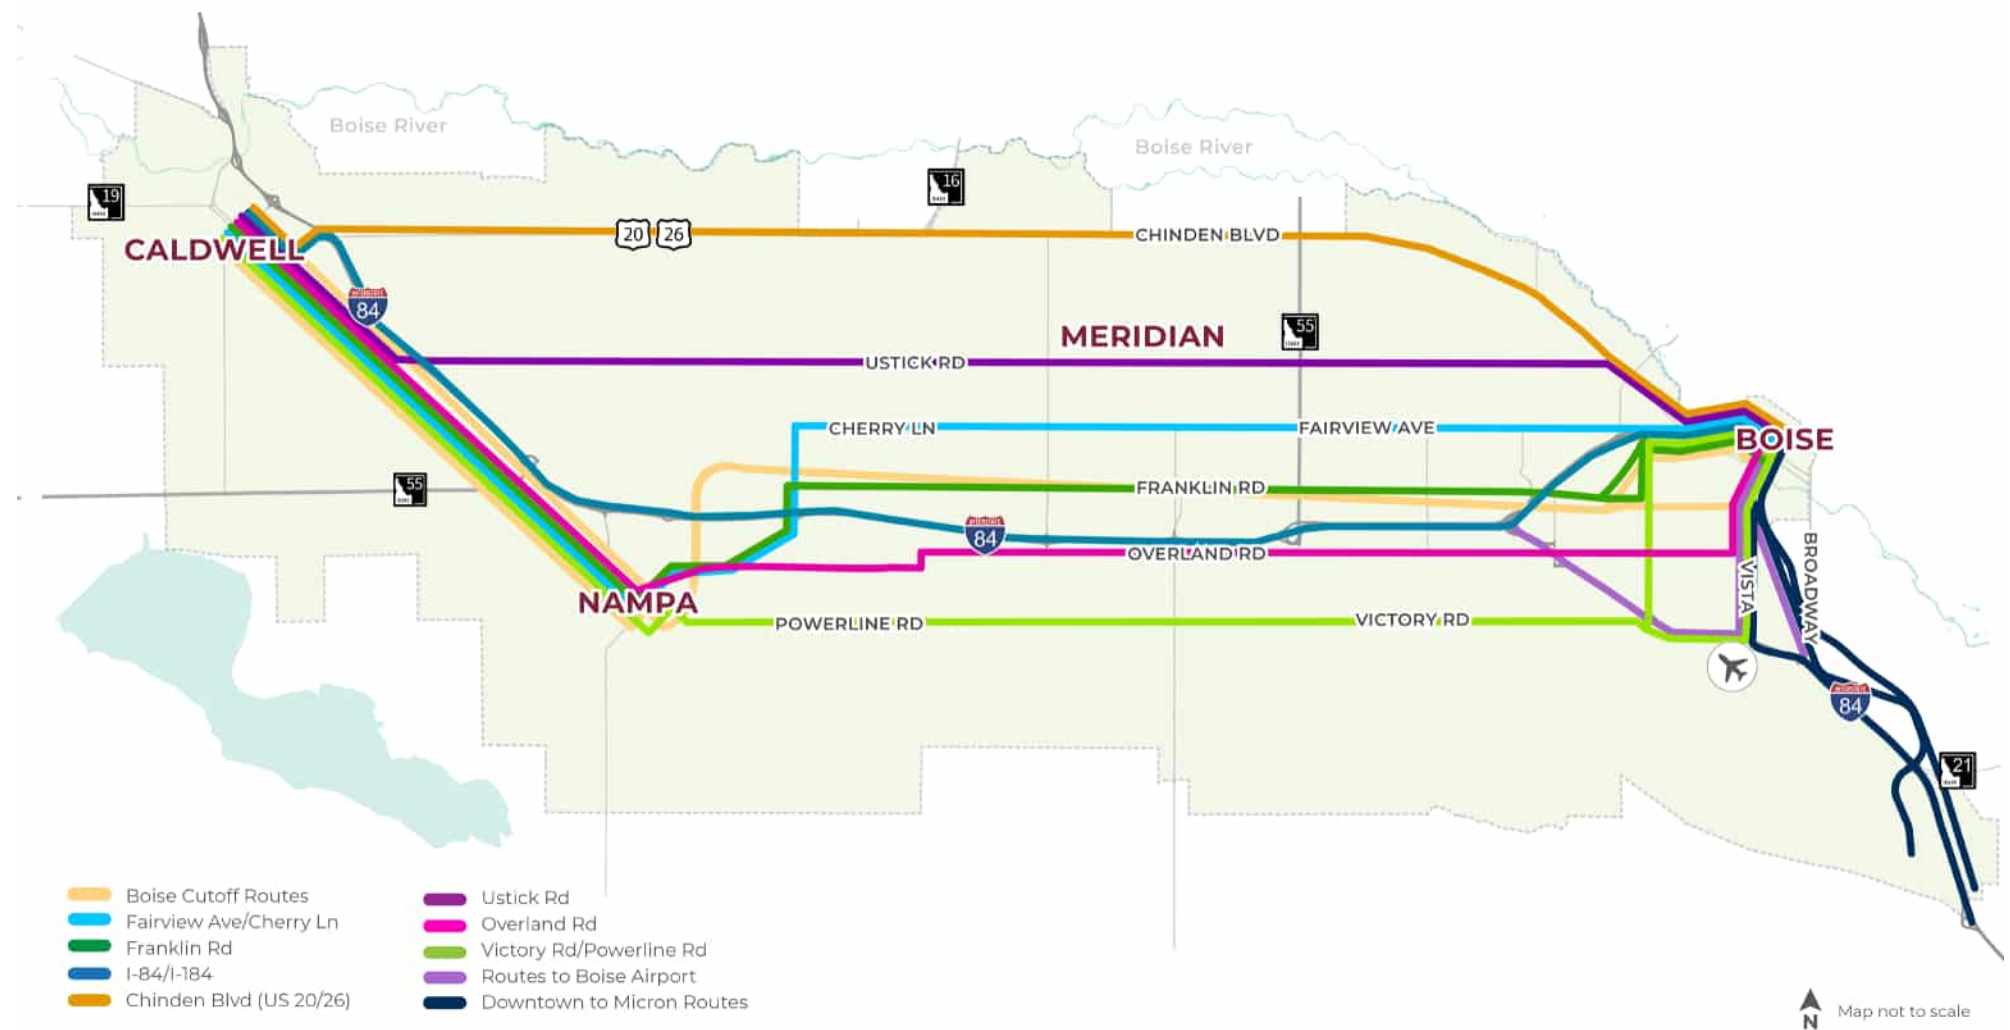 Boise River
Boise River
19
16
CALDWELL
20
26
CHINDEN BLVD
84
MERIDIAN
55
USTICK RD
CHERRY LN
FAIRVIEW AVE
BOISE
55
FRANKLIN RD
84
OVERLAND RD
NAMPA
VISTA
BROADWAY
POWERLINE RD
VICTORY RD
84
21
Boise Cutoff Routes
Fairview Ave/Cherry Ln
Franklin Rd
I-84/I-184
Chinden Blvd (US 20/26)
Ustick Rd
Overland Rd
Victory Rd/Powerline Rd
Routes to Boise Airport
Downtown to Micron Routes
N
Map not to scale